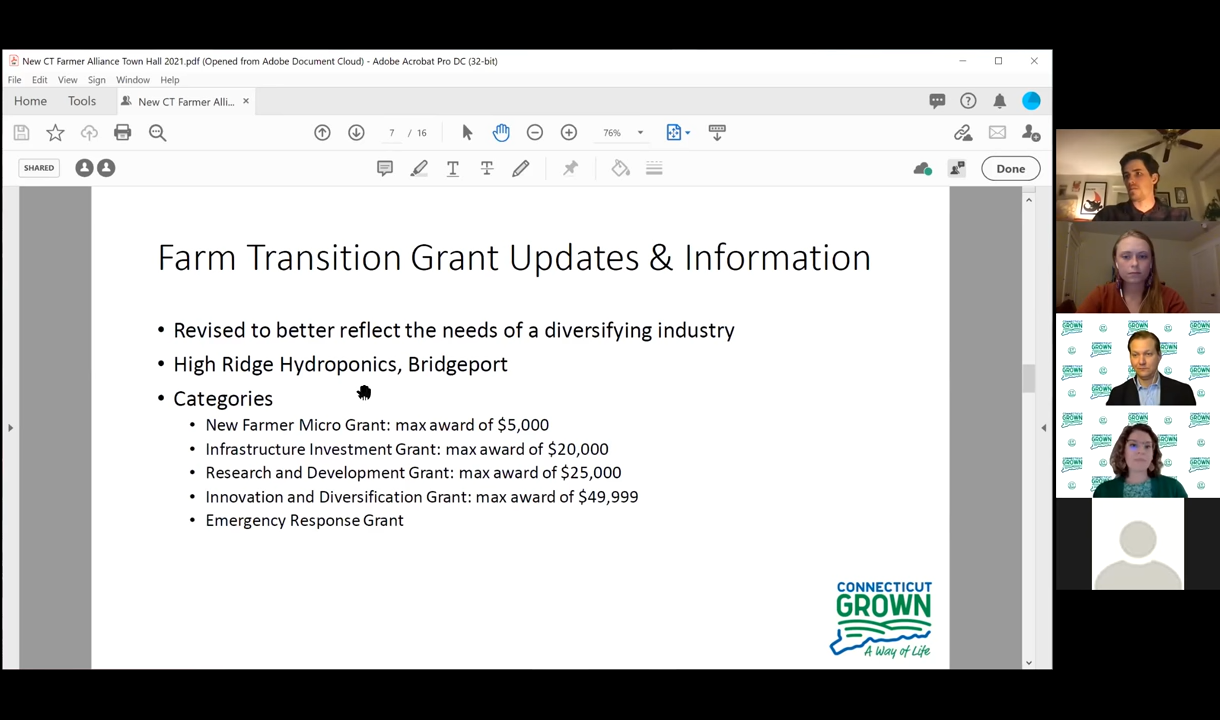 New CT Farmer Alliance Town Hall 2021.pdf (Opened from Adobe Document Cloud) - Adobe Acrobat Pro DC (32-bit)
File Edit View Sign Window Help
Home Tools New CT Farmer Alli... ×
7 / 16 76%
SHARED Done
Farm Transition Grant Updates & Information
• Revised to better reflect the needs of a diversifying industry
• High Ridge Hydroponics, Bridgeport
• Categories
• New Farmer Micro Grant: max award of $5,000
• Infrastructure Investment Grant: max award of $20,000
• Research and Development Grant: max award of $25,000
• Innovation and Diversification Grant: max award of $49,999
• Emergency Response Grant
CONNECTICUT
GROWN
A Way of Life